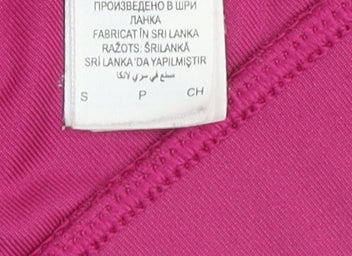 ПРОИЗВЕДЕНО В ШРИ
ЛАНКА
FABRICAT ÎN SRI LANKA
RAŽOTS: ŠRILANKĀ
SRİ LANKA'DA YAPILMIŞTIR
صنع في سري لانكا
S P CH